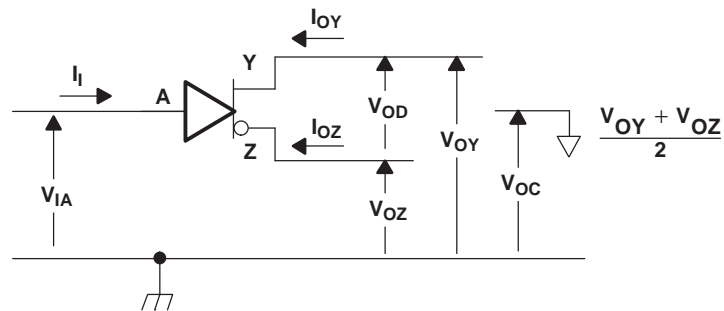 I_OY
I_I
A
Y
I_OZ
Z
V_IA
V_OD
V_OY
V_OZ
V_OC
V_OY + V_OZ
2